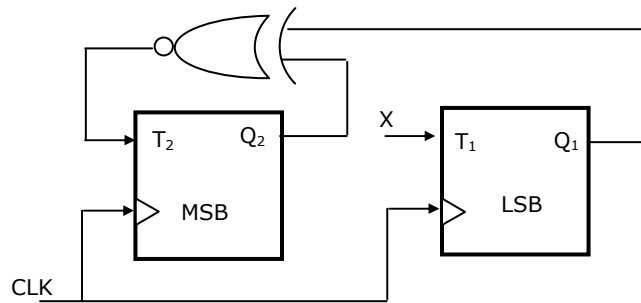 X
T₂ Q₂
T₁ Q₁
MSB
LSB
CLK